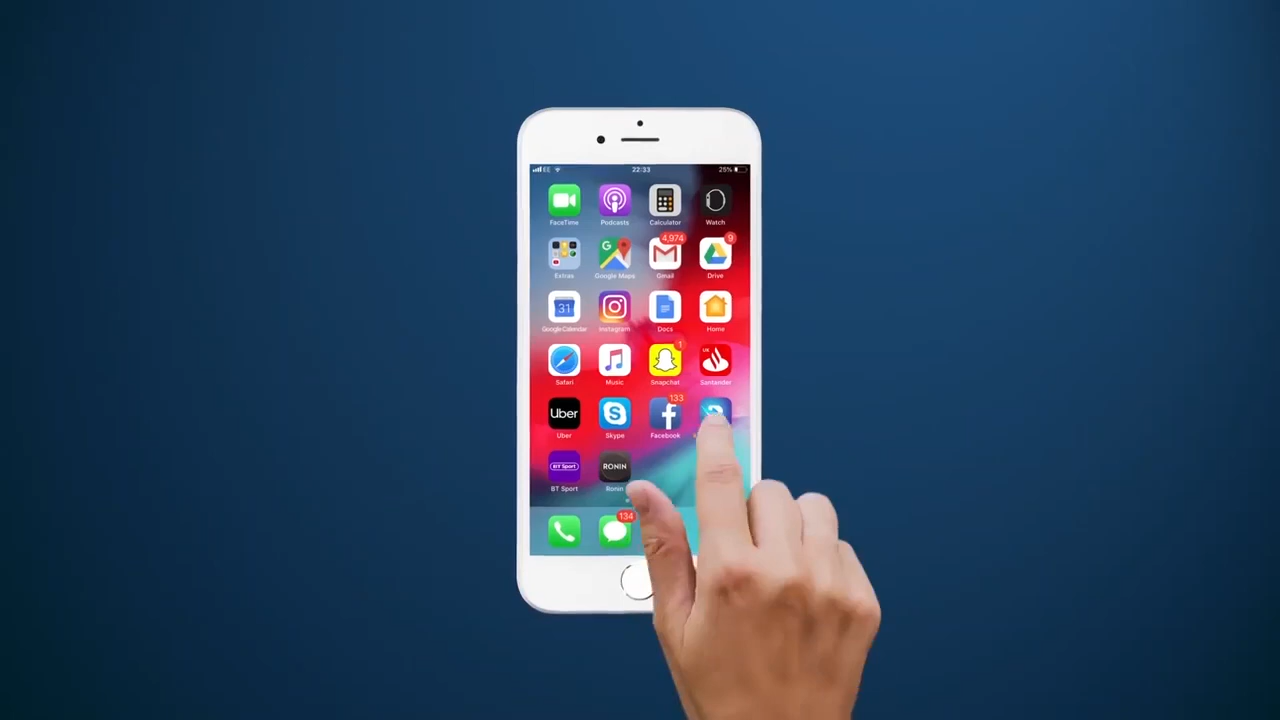 EE 22:33 25%
FaceTime Podcasts Calculator Watch
4,974 9
Extras Google Maps Gmail Drive
31
Google Calendar Instagram Docs Home
1
UK
Safari Music Snapchat Santander
133
Uber
Uber Skype Facebook
BT Sport RONIN
BT Sport Ronin
134